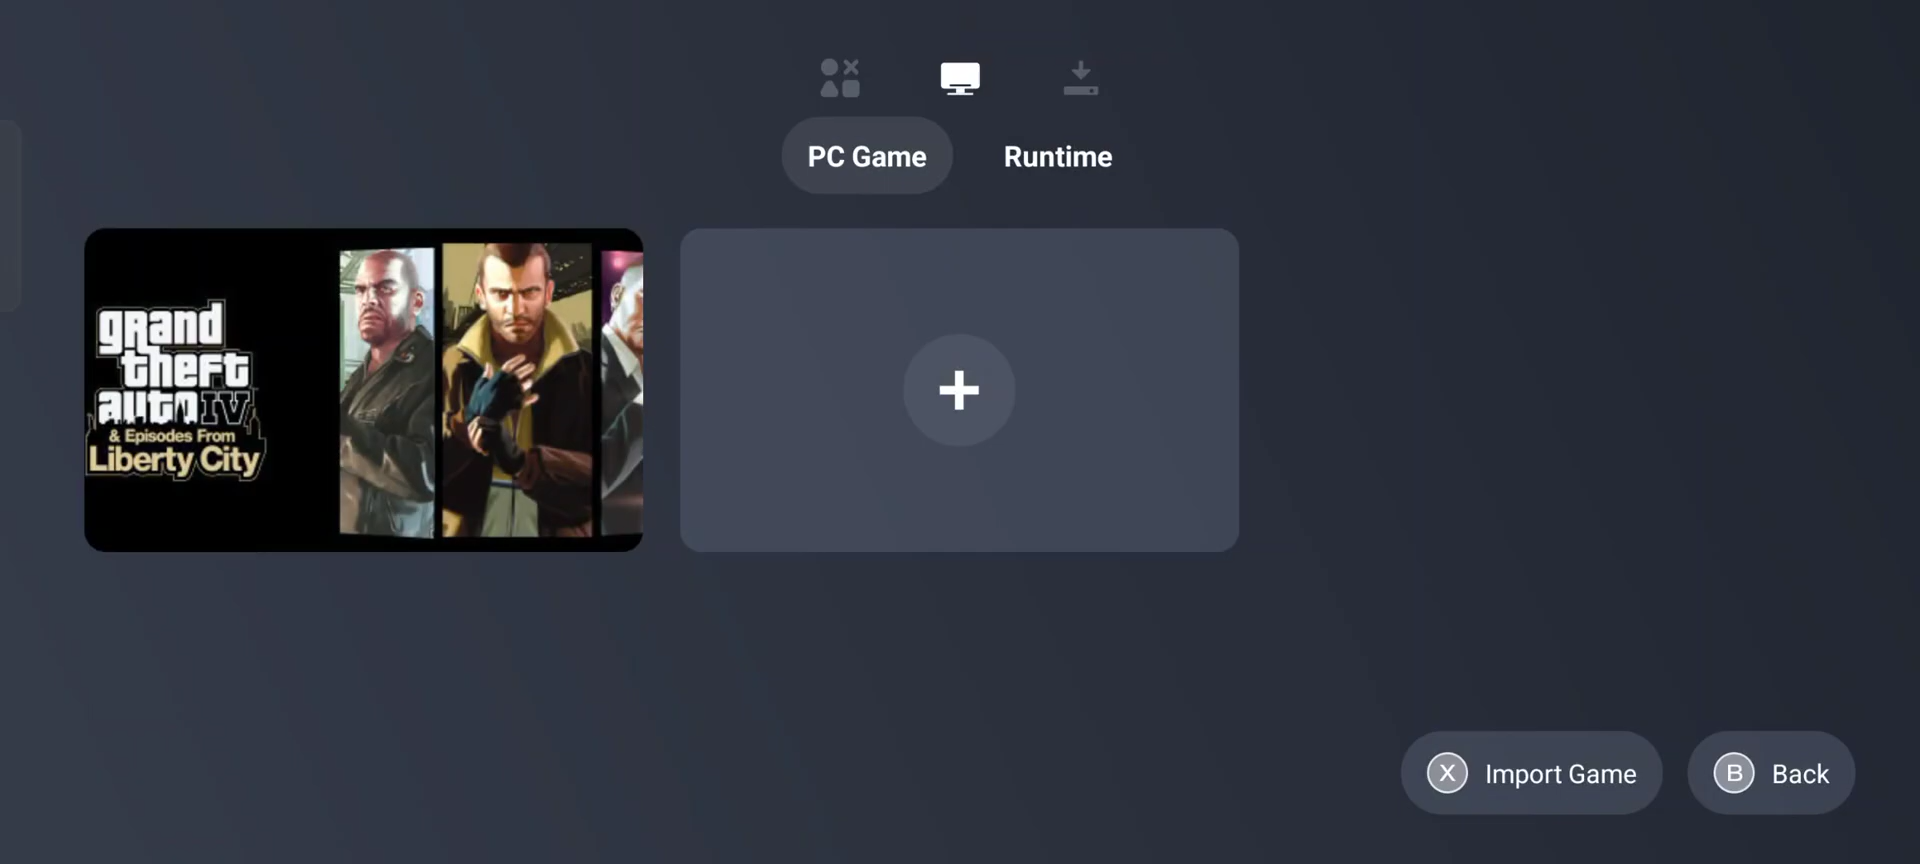 PC Game
Runtime
grand
theft
auto IV
& Episodes From
Liberty City
X Import Game
B Back